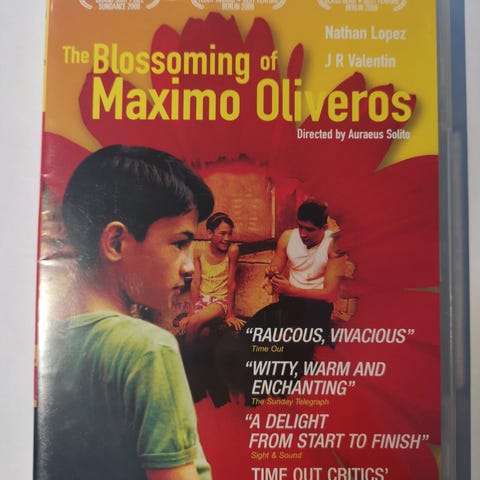 SUNDANCE 2006
BERLIN 2006
BERLIN 2006
Nathan Lopez
The Blossoming of
J R Valentin
Maximo Oliveros
Directed by Auraeus Solito
“RAUCOUS, VIVACIOUS”
Time Out
“WITTY, WARM AND
ENCHANTING”
The Sunday Telegraph
“A DELIGHT
FROM START TO FINISH”
Sight & Sound
TIME OUT CRITICS’